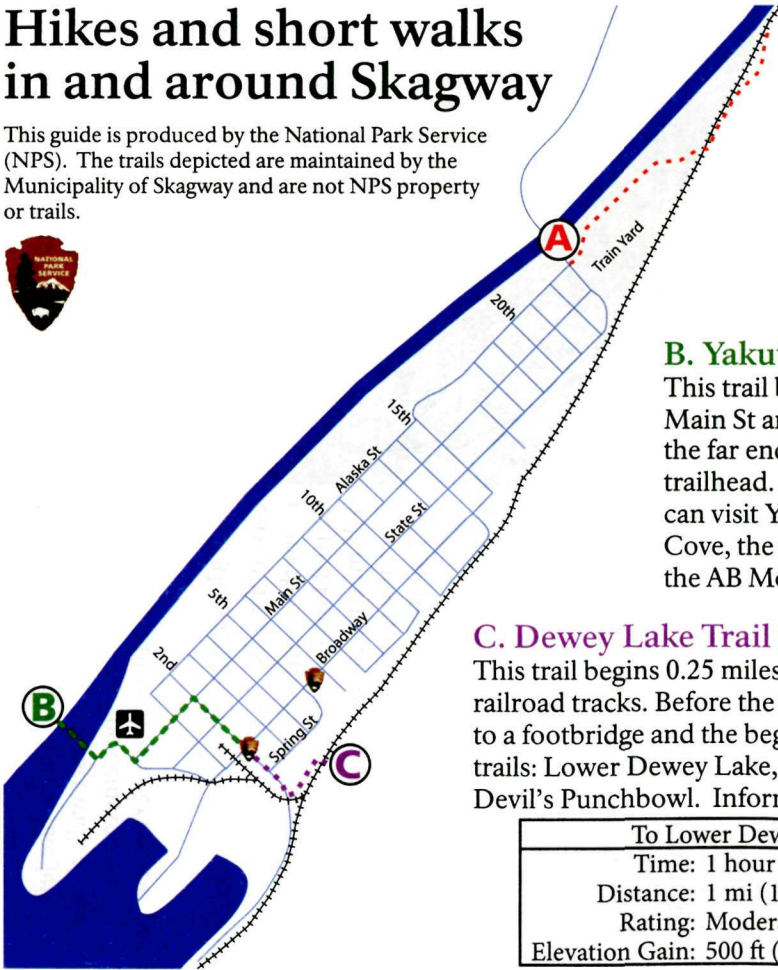 Hikes and short walks
in and around Skagway
This guide is produced by the National Park Service
(NPS).  The trails depicted are maintained by the
Municipality of Skagway and are not NPS property
or trails.
NATIONAL
PARK
SERVICE
A
Train Yard
20th
15th
Alaska St
10th
State St
5th
Main St
Broadway
2nd
B
Spring St
C
B. Yaku
This trail b
Main St an
the far end
trailhead.
can visit Y
Cove, the
the AB Mo
C. Dewey Lake Trail
This trail begins 0.25 miles
railroad tracks. Before the
to a footbridge and the beg
trails: Lower Dewey Lake,
Devil's Punchbowl.  Inform
To Lower Dew
Time: 1 hour
Distance: 1 mi (1
Rating: Moder
Elevation Gain: 500 ft (